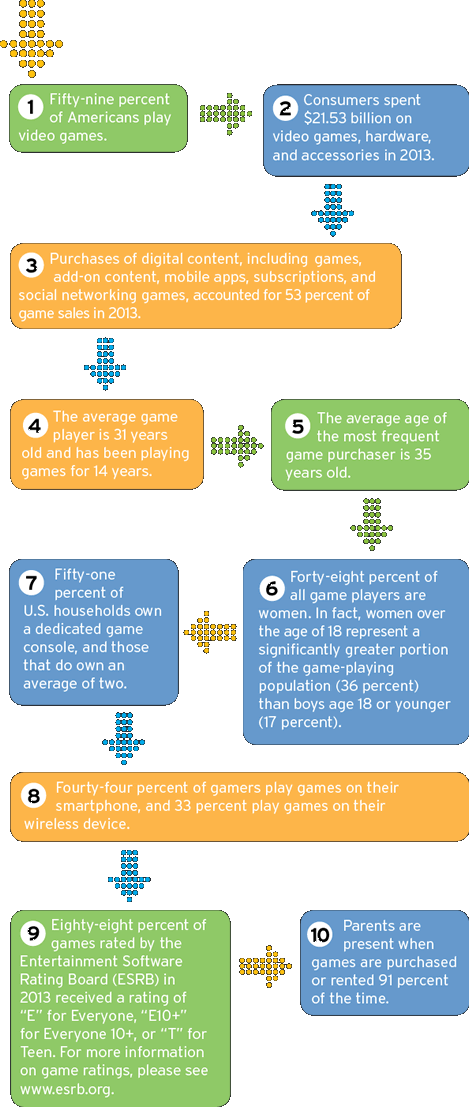 1 Fifty-nine percent
of Americans play
video games.
2 Consumers spent
$21.53 billion on
video games, hardware,
and accessories in 2013.
3 Purchases of digital content, including games,
add-on content, mobile apps, subscriptions, and
social networking games, accounted for 53 percent of
game sales in 2013.
4 The average game
player is 31 years
old and has been playing
games for 14 years.
5 The average age of
the most frequent
game purchaser is 35
years old.
6 Forty-eight percent of
all game players are
women. In fact, women over
the age of 18 represent a
significantly greater portion
of the game-playing
population (36 percent)
than boys age 18 or younger
(17 percent).
7 Fifty-one
percent of
U.S. households own
a dedicated game
console, and those
that do own an
average of two.
8 Fourty-four percent of gamers play games on their
smartphone, and 33 percent play games on their
wireless device.
9 Eighty-eight percent of
games rated by the
Entertainment Software
Rating Board (ESRB) in
2013 received a rating of
“E” for Everyone, “E10+”
for Everyone 10+, or “T” for
Teen. For more information
on game ratings, please see
www.esrb.org.
10 Parents are
present when
games are purchased
or rented 91 percent
of the time.